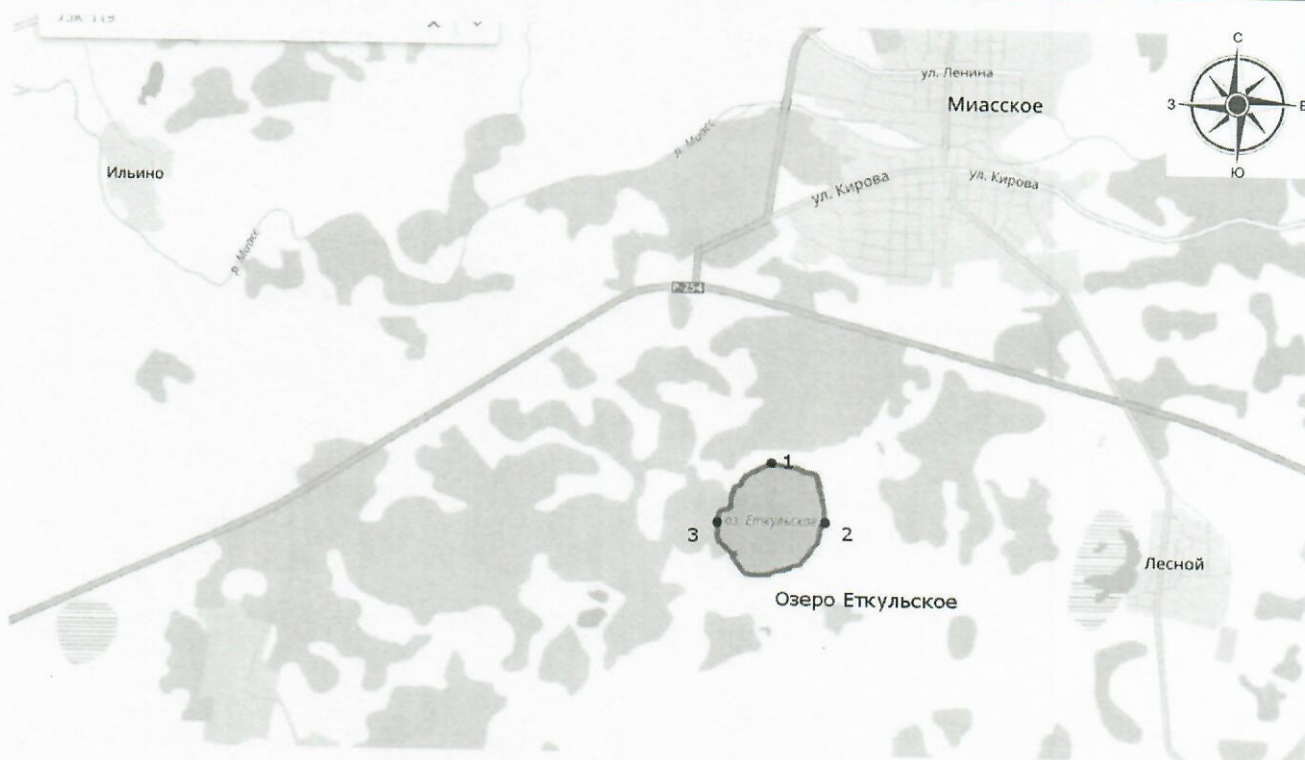 С
З
В
Ю
ул. Ленина
Миасское
р. Миасс
Ильино
ул. Кирова
ул. Кирова
р. Миасс
Р-254
1
оз. Еткульское
3
2
Лесной
Озеро Еткульское